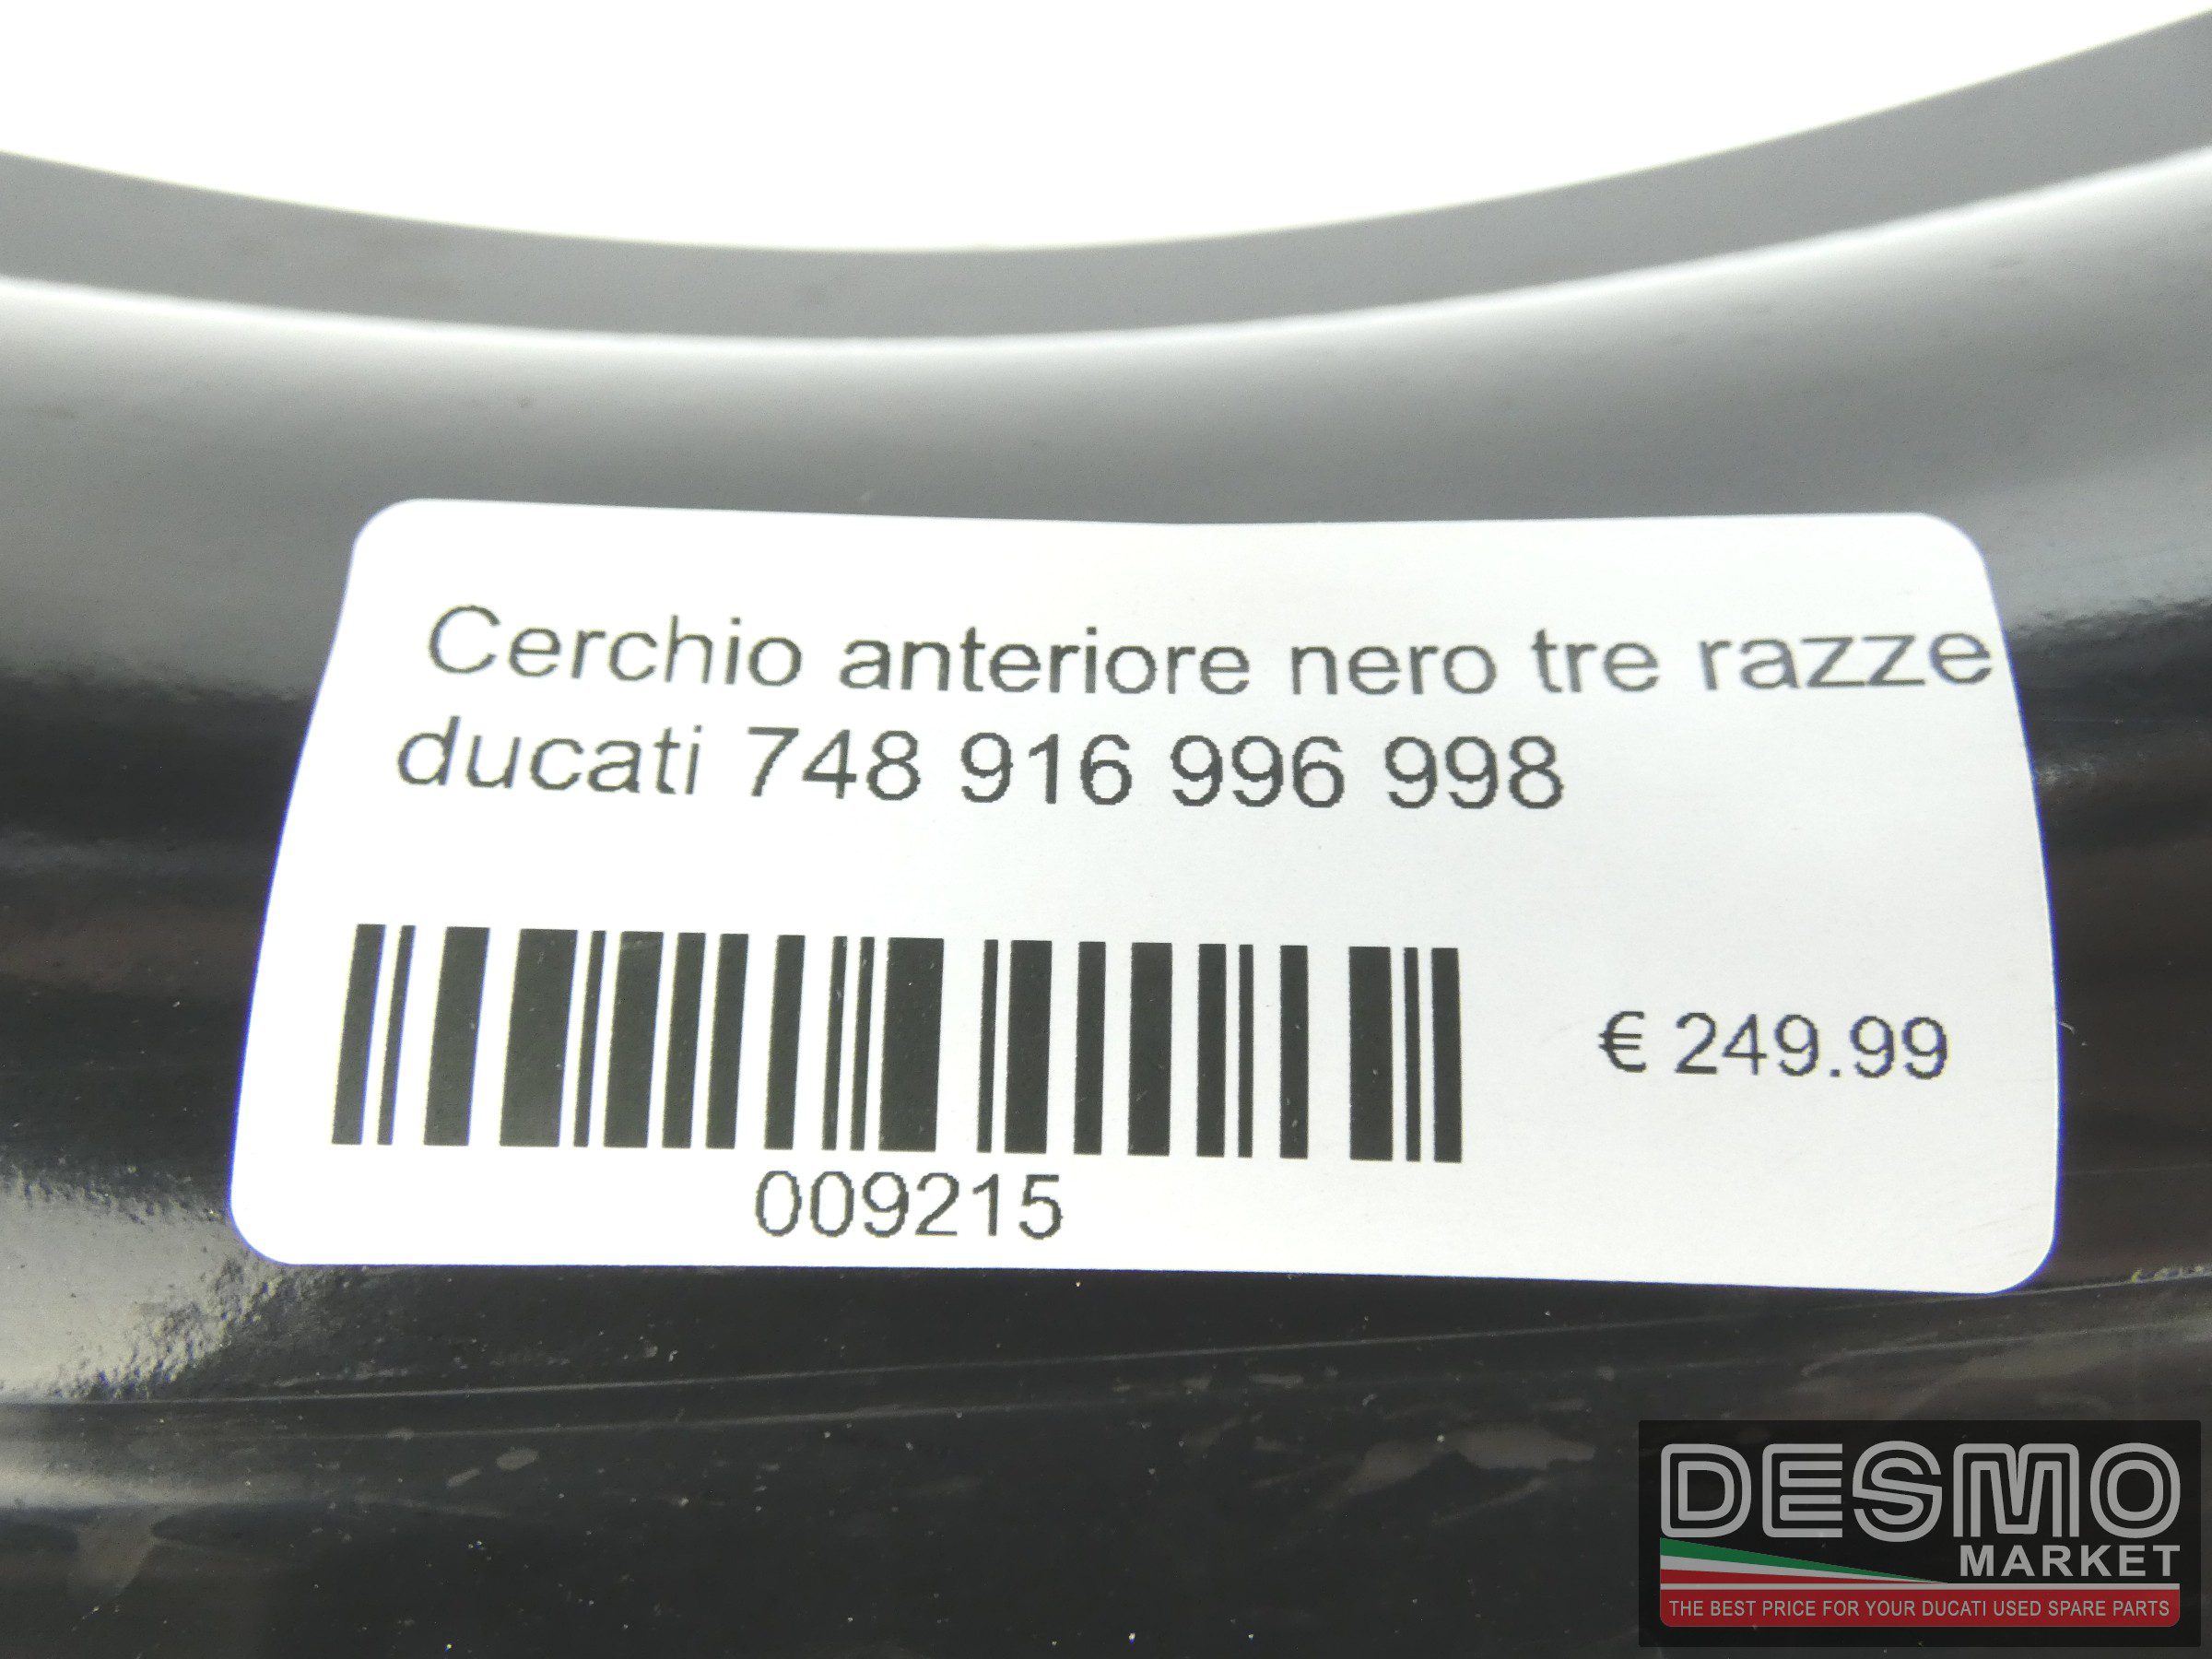 Cerchio anteriore nero tre razze
ducati 748 916 996 998
€ 249.99
009215
DESMO
MARKET
THE BEST PRICE FOR YOUR DUCATI USED SPARE PARTS